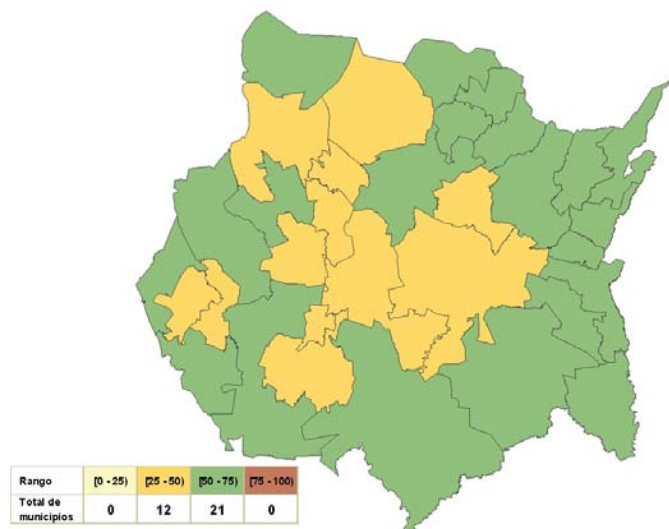 Rango [0 - 25) [25 - 50) [50 - 75) [75 - 100)
Total de municipios 0 12 21 0